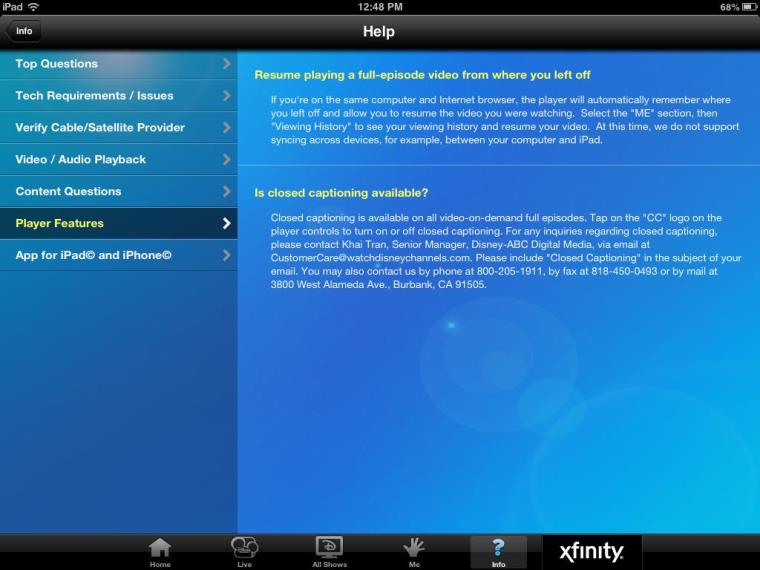 iPad 12:48 PM 68%
Info Help
Top Questions
Tech Requirements / Issues
Verify Cable/Satellite Provider
Video / Audio Playback
Content Questions
Player Features
App for iPad© and iPhone©
Resume playing a full-episode video from where you left off
If you're on the same computer and Internet browser, the player will automatically remember where
you left off and allow you to resume the video you were watching. Select the "ME" section, then
"Viewing History" to see your viewing history and resume your video. At this time, we do not support
syncing across devices, for example, between your computer and iPad.
Is closed captioning available?
Closed captioning is available on all video-on-demand full episodes. Tap on the "CC" logo on the
player controls to turn on or off closed captioning. For any inquiries regarding closed captioning,
please contact Khai Tran, Senior Manager, Disney-ABC Digital Media, via email at
CustomerCare@watchdisneychannels.com. Please include "Closed Captioning" in the subject of your
email. You may also contact us by phone at 800-205-1911, by fax at 818-450-0493 or by mail at
3800 West Alameda Ave., Burbank, CA 91505.
Home Live All Shows Me Info xfinity